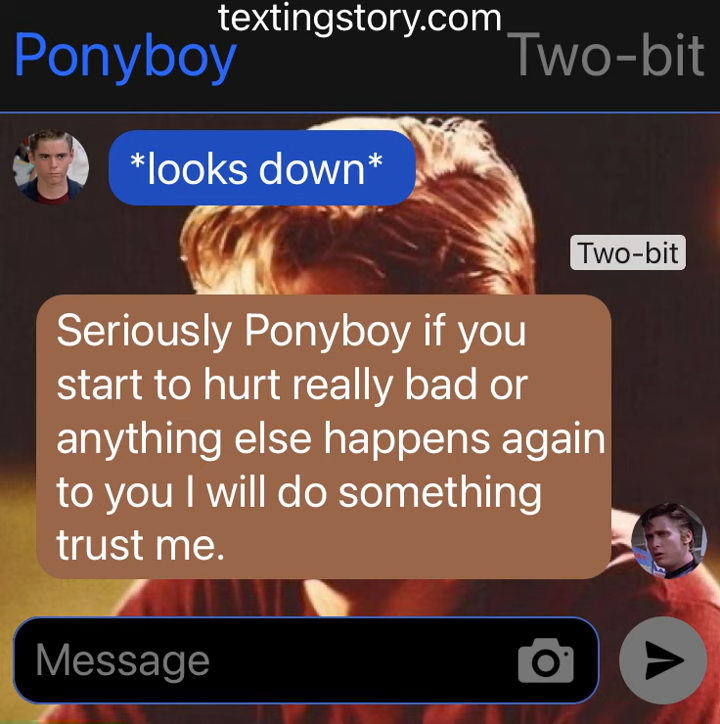 textingstory.com
Ponyboy
Two-bit
*looks down*
Two-bit
Seriously Ponyboy if you
start to hurt really bad or
anything else happens again
to you I will do something
trust me.
Message